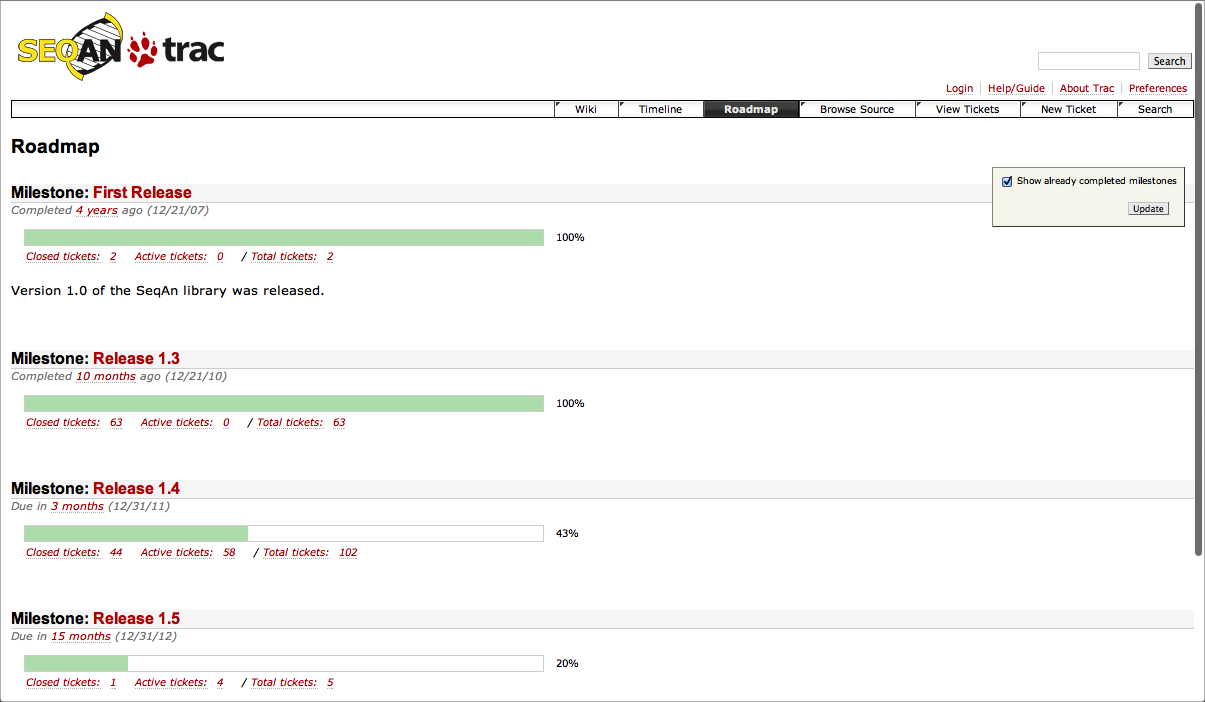 SEQAN trac
Search
Login Help/Guide About Trac Preferences
Wiki Timeline Roadmap Browse Source View Tickets New Ticket Search
Roadmap
Show already completed milestones
Update
Milestone: First Release
Completed 4 years ago (12/21/07)
100%
Closed tickets: 2 Active tickets: 0 / Total tickets: 2
Version 1.0 of the SeqAn library was released.
Milestone: Release 1.3
Completed 10 months ago (12/21/10)
100%
Closed tickets: 63 Active tickets: 0 / Total tickets: 63
Milestone: Release 1.4
Due in 3 months (12/31/11)
43%
Closed tickets: 44 Active tickets: 58 / Total tickets: 102
Milestone: Release 1.5
Due in 15 months (12/31/12)
20%
Closed tickets: 1 Active tickets: 4 / Total tickets: 5